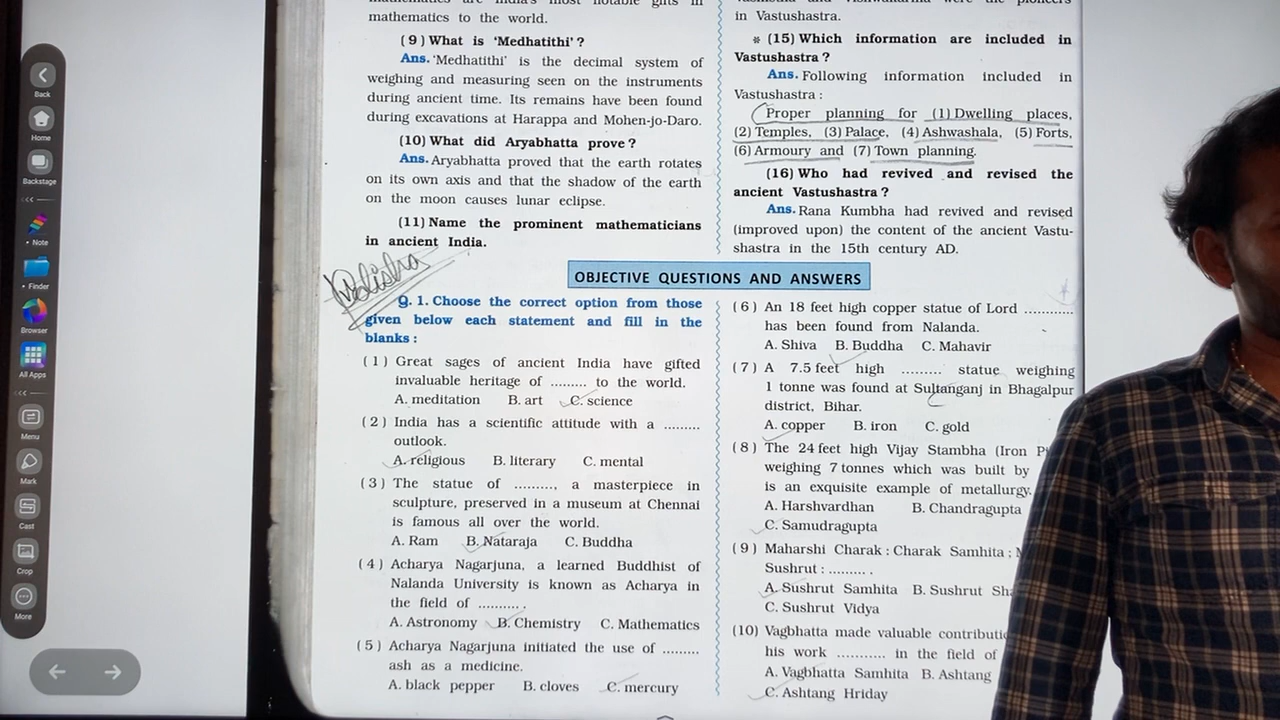 Back
Home
Backstage
<<<
• Note
• Finder
Browser
All Apps
<<<
Menu
Mark
Cast
Crop
More
mathematics are India's most notable gifts in
mathematics to the world.
(9) What is 'Medhatithi' ?
Ans. 'Medhatithi' is the decimal system of
weighing and measuring seen on the instruments
during ancient time. Its remains have been found
during excavations at Harappa and Mohen-jo-Daro.
(10) What did Aryabhatta prove ?
Ans. Aryabhatta proved that the earth rotates
on its own axis and that the shadow of the earth
on the moon causes lunar eclipse.
(11) Name the prominent mathematicians
in ancient India.
were the pioneers
in Vastushastra.
* (15) Which information are included in
Vastushastra ?
Ans. Following information included in
Vastushastra :
Proper planning for (1) Dwelling places,
(2) Temples, (3) Palace, (4) Ashwashala, (5) Forts,
(6) Armoury and (7) Town planning.
(16) Who had revived and revised the
ancient Vastushastra ?
Ans. Rana Kumbha had revived and revised
(improved upon) the content of the ancient Vastu-
shastra in the 15th century AD.
OBJECTIVE QUESTIONS AND ANSWERS
Q. 1. Choose the correct option from those
given below each statement and fill in the
blanks :
(1) Great sages of ancient India have gifted
invaluable heritage of ......... to the world.
A. meditation B. art C. science
(2) India has a scientific attitude with a .........
outlook.
A. religious B. literary C. mental
(3) The statue of ........., a masterpiece in
sculpture, preserved in a museum at Chennai
is famous all over the world.
A. Ram B. Nataraja C. Buddha
(4) Acharya Nagarjuna, a learned Buddhist of
Nalanda University is known as Acharya in
the field of .......... .
A. Astronomy B. Chemistry C. Mathematics
(5) Acharya Nagarjuna initiated the use of .........
ash as a medicine.
A. black pepper B. cloves C. mercury
(6) An 18 feet high copper statue of Lord ............
has been found from Nalanda.
A. Shiva B. Buddha C. Mahavir
(7) A 7.5 feet high ......... statue weighing
1 tonne was found at Sultanganj in Bhagalpur
district, Bihar.
A. copper B. iron C. gold
(8) The 24 feet high Vijay Stambha (Iron
weighing 7 tonnes which was built by
is an exquisite example of metallurgy.
A. Harshvardhan B. Chandragupta
C. Samudragupta
(9) Maharshi Charak : Charak Samhita ;
Sushrut : ......... .
A. Sushrut Samhita B. Sushrut
C. Sushrut Vidya
(10) Vagbhatta made valuable
his work ........... in the field of
A. Vagbhatta Samhita B. Ashtang
C. Ashtang Hriday